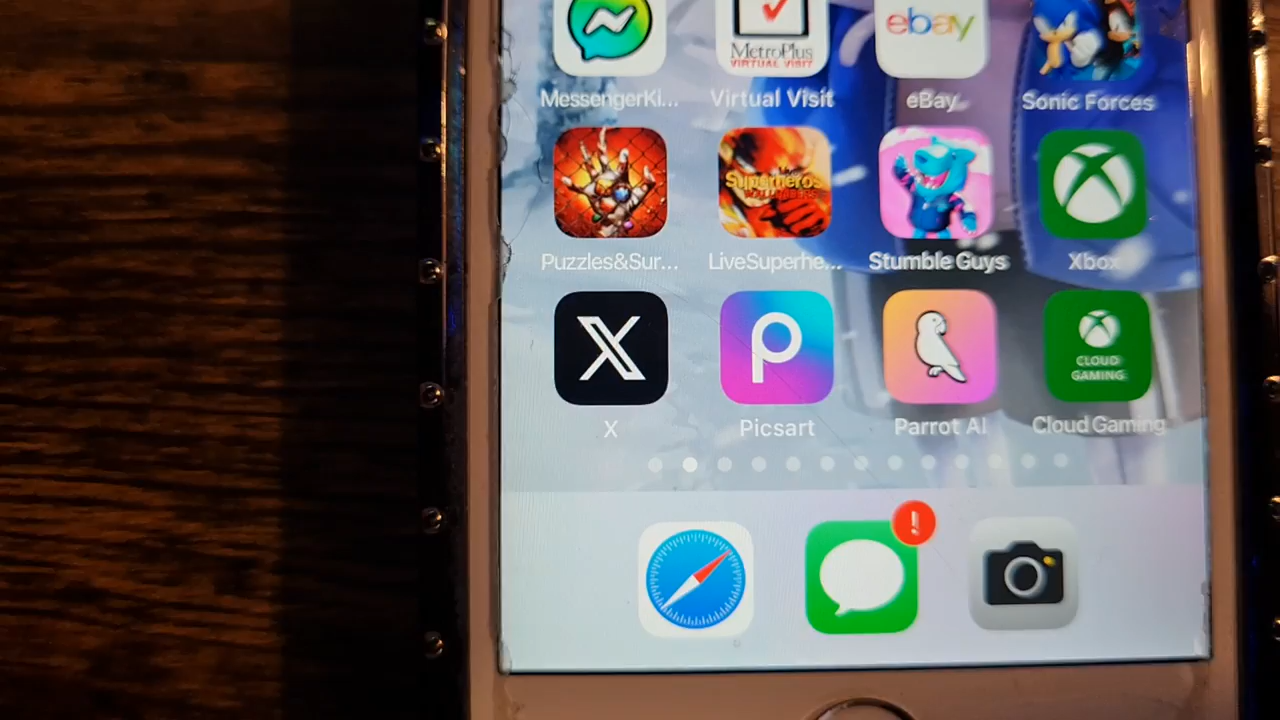 MetroPlus
VIRTUAL VISIT
ebay
MessengerKi...
Virtual Visit
eBay
Sonic Forces
Superheros
Puzzles&Sur...
LiveSuperhe...
Stumble Guys
Xbox
X
CLOUD
GAMING
X
Picsart
Parrot AI
Cloud Gaming
!